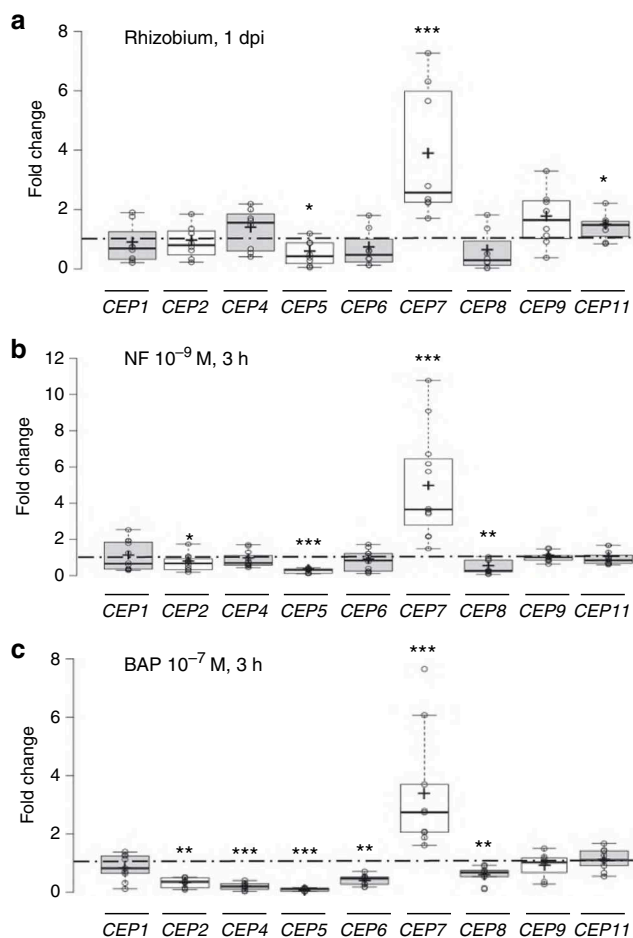 a
Rhizobium, 1 dpi
***
8
6
4
2
0
Fold change
*
*
CEP1 CEP2 CEP4 CEP5 CEP6 CEP7 CEP8 CEP9 CEP11
b
NF 10⁻⁹ M, 3 h
***
12
10
8
6
4
2
0
Fold change
* *** **
CEP1 CEP2 CEP4 CEP5 CEP6 CEP7 CEP8 CEP9 CEP11
c
BAP 10⁻⁷ M, 3 h
***
8
6
4
2
0
Fold change
** *** *** ** **
CEP1 CEP2 CEP4 CEP5 CEP6 CEP7 CEP8 CEP9 CEP11